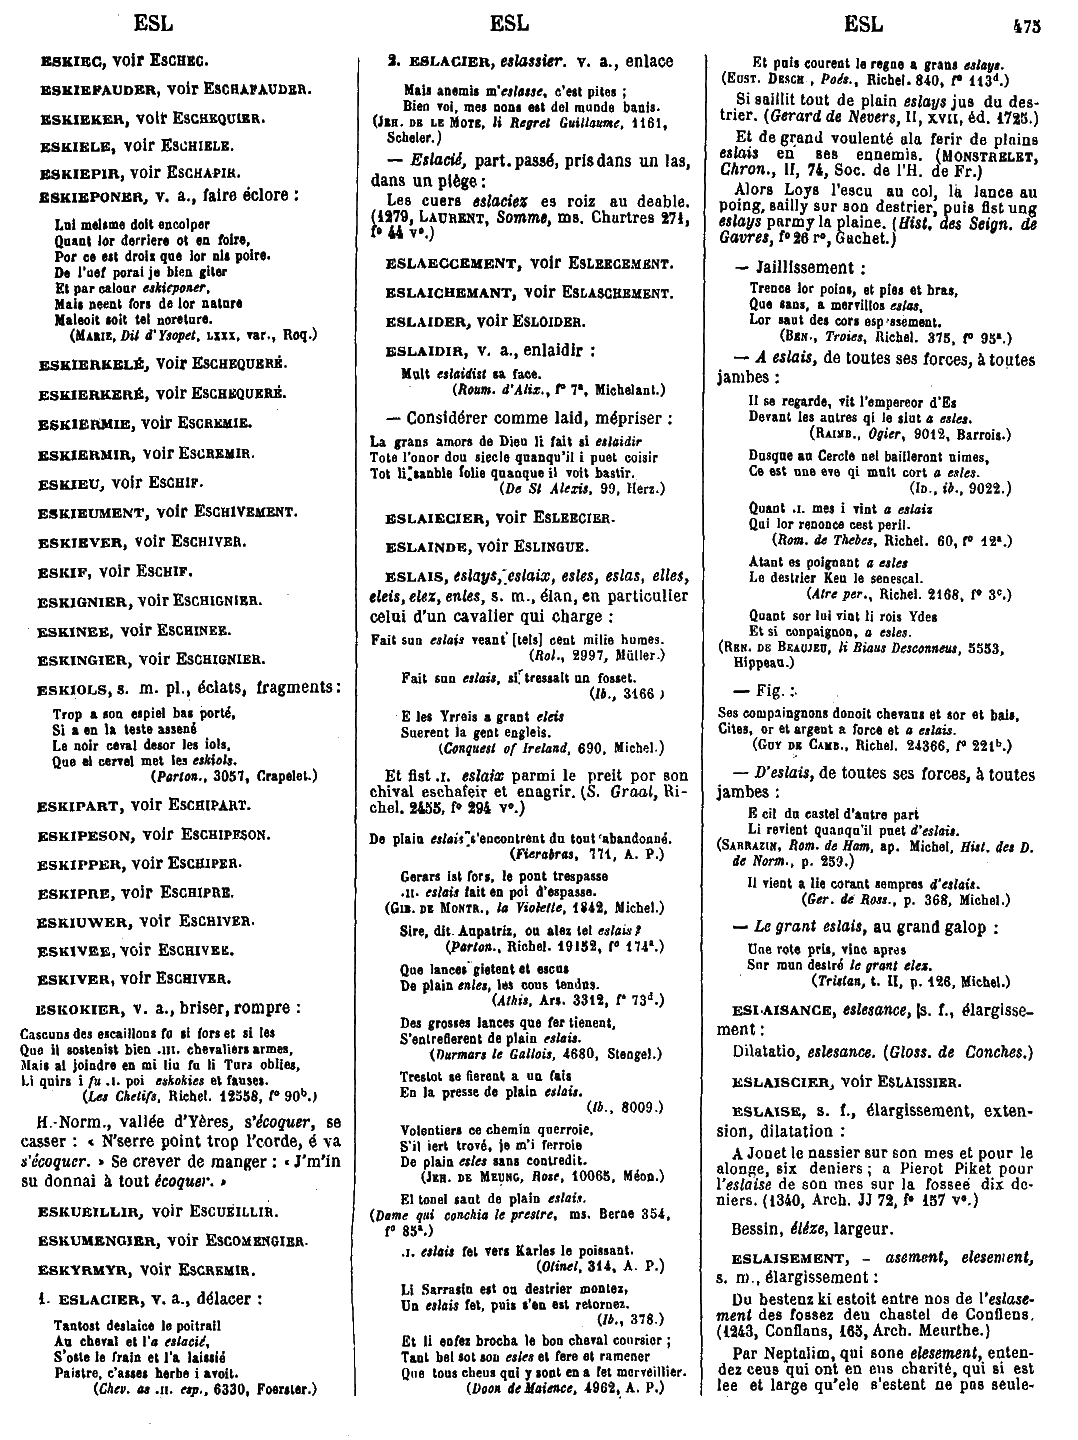 ESL
ESL
ESL
475
ESKIEC, voir ESCHEC.
ESKIEFAUDER, voir ESCHAFAUDER.
ESKIEKER, voir ESCHEQUIER.
ESKIELE, voir ESCHIELE.
ESKIEPIR, voir ESCHAPIR.
ESKIEPONER, v. a., faire éclore :
Lui meisme doit encolper
Quant lor derriere ot en foire,
Por ce est drois que lor nis poire.
De l'uef porai je bien giter
Et par calour eskieponer,
Mais neent fors de lor nature
Maleoit soit tel noreture.
(MARIE, Dit d'Ysopet, LXXX, var., Roq.)
ESKIERKELÉ, voir ESCHEQUERÉ.
ESKIERKERÉ, voir ESCHEQUERÉ.
ESKIERMIE, voir ESCREMIE.
ESKIERMIR, voir ESCREMIR.
ESKIEU, voir ESCHIF.
ESKIEUMENT, voir ESCHIVEMENT.
ESKIEVER, voir ESCHIVER.
ESKIF, voir ESCHIF.
ESKIGNIER, voir ESCHIGNIER.
ESKINEE, voir ESCHINEE.
ESKINGIER, voir ESCHIGNIER.
ESKIOLS, s. m. pl., éclats, fragments :
Trop a son espiel bas porté,
Si a en la teste assené
Le noir ceval desor les iols,
Que el cervel met les eskiols.
(Parton., 3057, Crapelet.)
ESKIPART, voir ESCHIPART.
ESKIPESON, voir ESCHIPESON.
ESKIPPER, voir ESCHIPER.
ESKIPRE, voir ESCHIPRE.
ESKIUWER, voir ESCHIVER.
ESKIVEE, voir ESCHIVEE.
ESKIVER, voir ESCHIVER.
ESKOKIER, v. a., briser, rompre :
Cascuns des escaillons fu si fors et si les
Que il sostenist bien .III. chevaliers armes,
Mais al joindre en mi liu fu li Turs oblies,
Li quirs i fu .I. poi eskokies et fauses.
(Les Chetifs, Richel. 12558, f° 90b.)
H.-Norm., vallée d'Yères, s'écoquer, se
casser : « N'serre point trop l'corde, é va
s'écoquer. » Se crever de manger : « J'm'in
su donnai à tout écoquer. »
ESKUEILLIR, voir ESCUEILLIR.
ESKUMENGIER, voir ESCOMENGIER.
ESKYRMYR, voir ESCREMIR.
1. ESLACIER, v. a., délacer :
Tantost deslaice le poitrail
Au cheval et l'a eslacié,
S'oste le frain et l'a laissié
Paistre, c'asses herbe i avoit.
(Chev. as .II. esp., 6330, Foerster.)
2. ESLACIER, eslassier. v. a., enlace
Mais anemis m'eslasse, c'est pites ;
Bien voi, mes nons est del munde banis.
(JEH. DE LE MOTE, li Regret Guillaume, 1161,
Scheler.)
— Eslacié, part. passé, pris dans un las,
dans un piège :
Les cuers eslaciez es roiz au deable.
(1279, LAURENT, Somme, ms. Chartres 271,
f° 44 v°.)
ESLAECCEMENT, voir ESLEECEMENT.
ESLAICHEMANT, voir ESLASCHEMENT.
ESLAIDER, voir ESLOIDER.
ESLAIDIR, v. a., enlaidir :
Mult eslaidist sa face.
(Roum. d'Alix., f° 7a, Michelant.)
— Considérer comme laid, mépriser :
La grans amors de Dieu li fait si eslaidir
Tote l'onor dou siecle quanqu'il i puet coisir
Tot li sanble folie quanque il voit bastir.
(De St Alexis, 99, Herz.)
ESLAIECIER, voir ESLEECIER.
ESLAINDE, voir ESLINGUE.
ESLAIS, eslays, eslaix, esles, eslas, elles,
eleis, elez, enles, s. m., élan, en particulier
celui d'un cavalier qui charge :
Fait sun eslais veant [tels] cent milie humes.
(Rol., 2997, Müller.)
Fait sun eslais, si tressalt un fosset.
(Ib., 3166 )
E les Yrreis a grant eleis
Suerent la gent engleis.
(Conquest of Ireland, 690, Michel.)
Et fist .I. eslaix parmi le preit por son
chival eschafeir et enagrir. (S. Graal, Ri-
chel. 2455, f° 294 v°.)
De plain eslais s'encontrent du tout abandonné.
(Fierabras, 771, A. P.)
Gerars ist fors, le pont trespasse
.II. eslais fait en poi d'espasse.
(GIB. DE MONTR., la Violette, 1842, Michel.)
Sire, dit Anpatriz, ou alez tel eslais ?
(Parton., Richel. 19152, f° 174a.)
Que lances gietent et escus
De plain enles, les cous tendus.
(Athis, Ars. 3312, f° 73d.)
Des grosses lances que fer tienent,
S'entrefierent de plain eslais.
(Durmars le Gallois, 4680, Stengel.)
Trestot se fierent a un fais
En la presse de plain eslais.
(Ib., 8009.)
Volentiers ce chemin querroie,
S'il iert trové, je m'i ferroie
De plain esles sans contredit.
(JEH. DE MEUNG, Rose, 10065, Méon.)
El tonel saut de plain eslais.
(Dame qui conchia le prestre, ms. Berne 354,
f° 85a.)
.I. eslais fet vers Karles le poissant.
(Otinel, 314, A. P.)
Li Sarrasin est ou destrier montez,
Un eslais fet, puis s'en est retornez.
(Ib., 378.)
Et li enfez brocha le bon cheval coursier ;
Tant bel sot son esles et fere et ramener
Que tous cheus qui y sont en a fet merveillier.
(Doon de Maience, 4962, A. P.)
Et puis courent le regne a grans eslays.
(EUST. DESCH , Poés., Richel. 840, f° 113d.)
Si saillit tout de plain eslays jus du des-
trier. (Gerard de Nevers, II, XVII, éd. 1725.)
Et de grand voulenté ala ferir de plains
eslais en ses ennemis. (MONSTRELET,
Chron., II, 74, Soc. de l'H. de Fr.)
Alors Loys l'escu au col, la lance au
poing, sailly sur son destrier, puis fist ung
eslays parmy la plaine. (Hist. des Seign. de
Gavres, f° 26 r°, Gachet.)
— Jaillissement :
Trence lor poins, et pies et bras,
Que sans, a mervillos eslas,
Lor saut des cors espessement.
(BEN., Troies, Richel. 375, f° 95a.)
— A eslais, de toutes ses forces, à toutes
jambes :
Il se regarde, vit l'empereor d'Es
Devant les autres qi le siut a esles.
(RAIMB., Ogier, 9012, Barrois.)
Dusque au Cercle nel bailleront nimes,
Ce est une eve qi mult cort a esles.
(ID., ib., 9022.)
Quant .I. mes i vint a eslaiz
Qui lor renonce cest peril.
(Rom. de Thebes, Richel. 60, f° 12a.)
Atant es poignant a esles
Le destrier Keu le senescal.
(Atre per., Richel. 2168, f° 3c.)
Quant sor lui vint li rois Ydes
Et si conpaignon, a esles.
(REN. DE BEAUJEU, li Biaus Desconneus, 5553,
Hippeau.)
— Fig. :
Ses compaingnons donoit chevaus et sor et bais,
Cites, or et argent a force et a eslais.
(GUY DE CAMB., Richel. 24366, f° 221b.)
— D'eslais, de toutes ses forces, à toutes
jambes :
E cil du castel d'autre part
Li revient quanqu'il puet d'eslais.
(SARRAZIN, Rom. de Ham, ap. Michel, Hist. des D.
de Norm., p. 259.)
Il vient a lie corant sempres d'eslais.
(Ger. de Ross., p. 368, Michel.)
— Le grant eslais, au grand galop :
Une rote pris, vinc apres
Sur mun destré le grant elez.
(Tristan, t. II, p. 126, Michel.)
ESLAISANCE, eslesance, s. f., élargisse-
ment :
Dilatatio, eslesance. (Gloss. de Conches.)
ESLAISCIER, voir ESLAISSIER.
ESLAISE, s. f., élargissement, exten-
sion, dilatation :
A Jouet le nassier sur son mes et pour le
alonge, six deniers ; a Pierot Piket pour
l'eslaise de son mes sur la fosseé dix de-
niers. (1340, Arch. JJ 72, f° 157 v°.)
Bessin, élèze, largeur.
ESLAISEMENT, - asement, elesement,
s. m., élargissement :
Du bestenz ki estoit entre nos de l'eslase-
ment des fossez deu chastel de Conflens.
(1243, Conflans, 165, Arch. Meurthe.)
Par Neptalim, qui sone elesement, enten-
dez ceus qui ont en eus charité, qui si est
lee et large qu'ele s'estent ne pas seule-